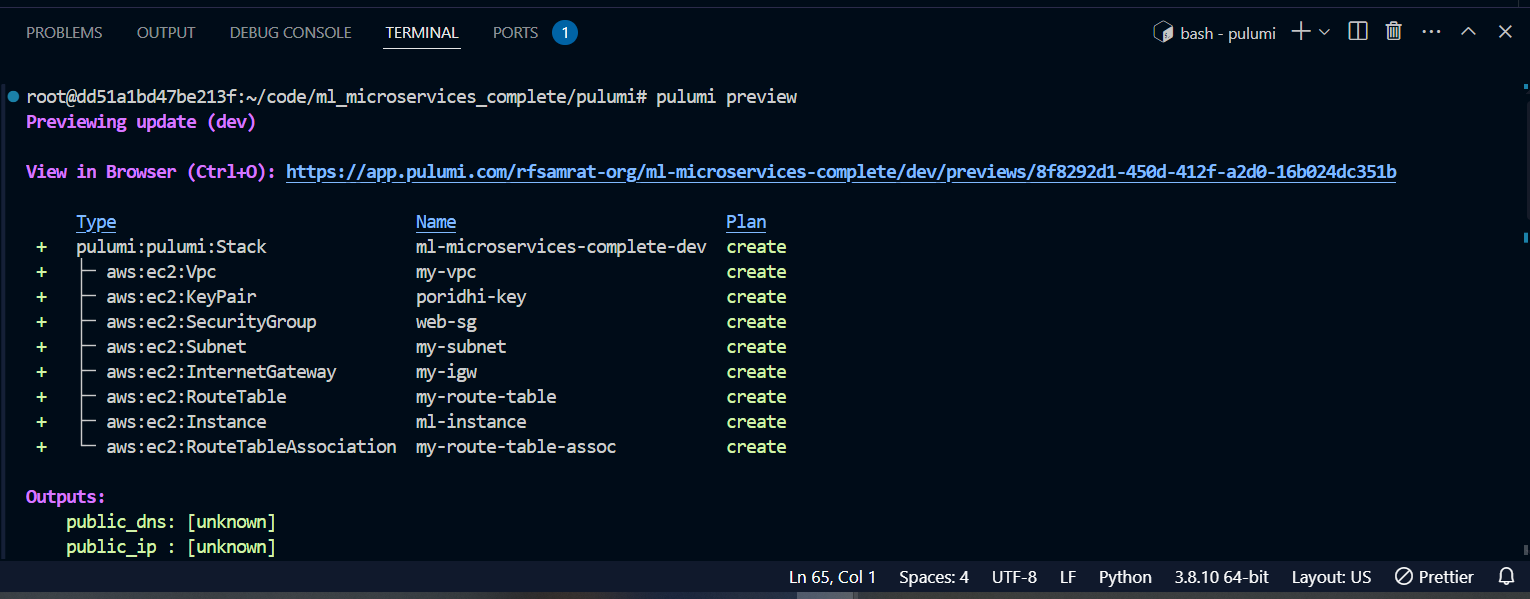 PROBLEMS OUTPUT DEBUG CONSOLE TERMINAL PORTS 1 bash - pulumi
root@dd51a1bd47be213f:~/code/ml_microservices_complete/pulumi# pulumi preview
Previewing update (dev)
View in Browser (Ctrl+O): https://app.pulumi.com/rfsamrat-org/ml-microservices-complete/dev/previews/8f8292d1-450d-412f-a2d0-16b024dc351b
Type Name Plan
+ pulumi:pulumi:Stack ml-microservices-complete-dev create
+ ├─ aws:ec2:Vpc my-vpc create
+ ├─ aws:ec2:KeyPair poridhi-key create
+ ├─ aws:ec2:SecurityGroup web-sg create
+ ├─ aws:ec2:Subnet my-subnet create
+ ├─ aws:ec2:InternetGateway my-igw create
+ ├─ aws:ec2:RouteTable my-route-table create
+ ├─ aws:ec2:Instance ml-instance create
+ └─ aws:ec2:RouteTableAssociation my-route-table-assoc create
Outputs:
public_dns: [unknown]
public_ip : [unknown]
Ln 65, Col 1 Spaces: 4 UTF-8 LF Python 3.8.10 64-bit Layout: US Prettier